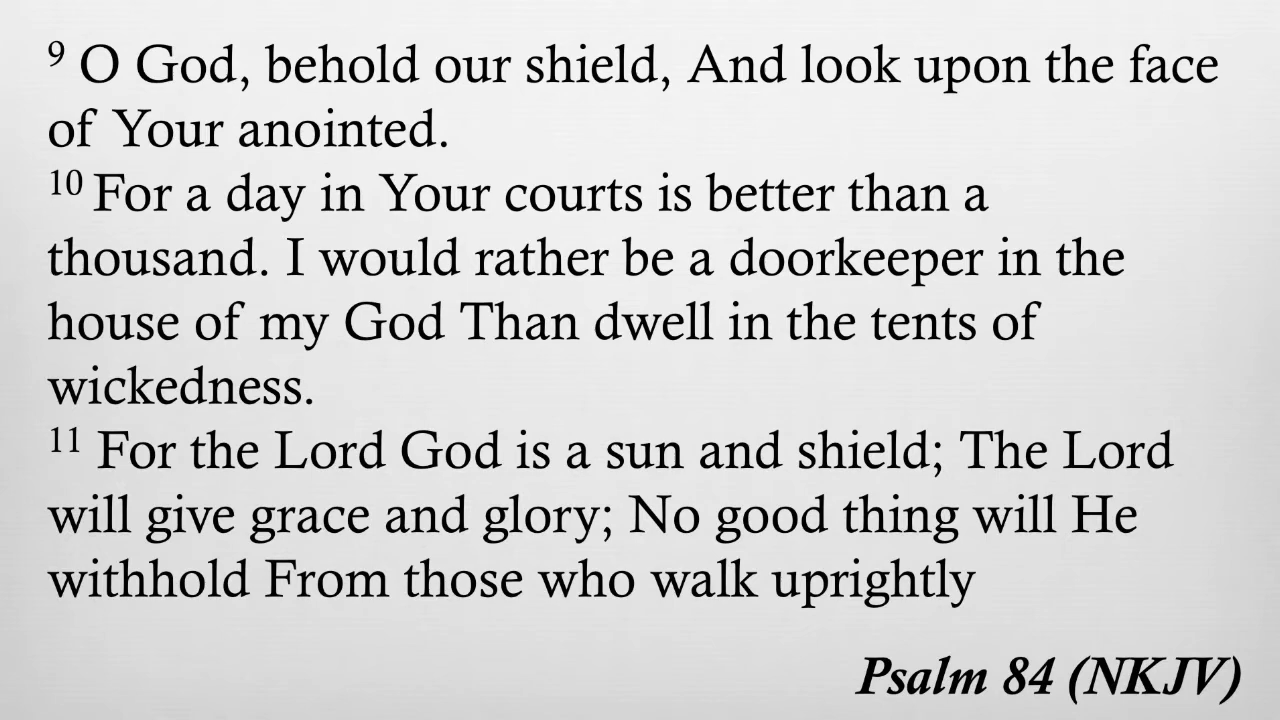 9 O God, behold our shield, And look upon the face
of Your anointed.
10 For a day in Your courts is better than a
thousand. I would rather be a doorkeeper in the
house of my God Than dwell in the tents of
wickedness.
11 For the Lord God is a sun and shield; The Lord
will give grace and glory; No good thing will He
withhold From those who walk uprightly
Psalm 84 (NKJV)